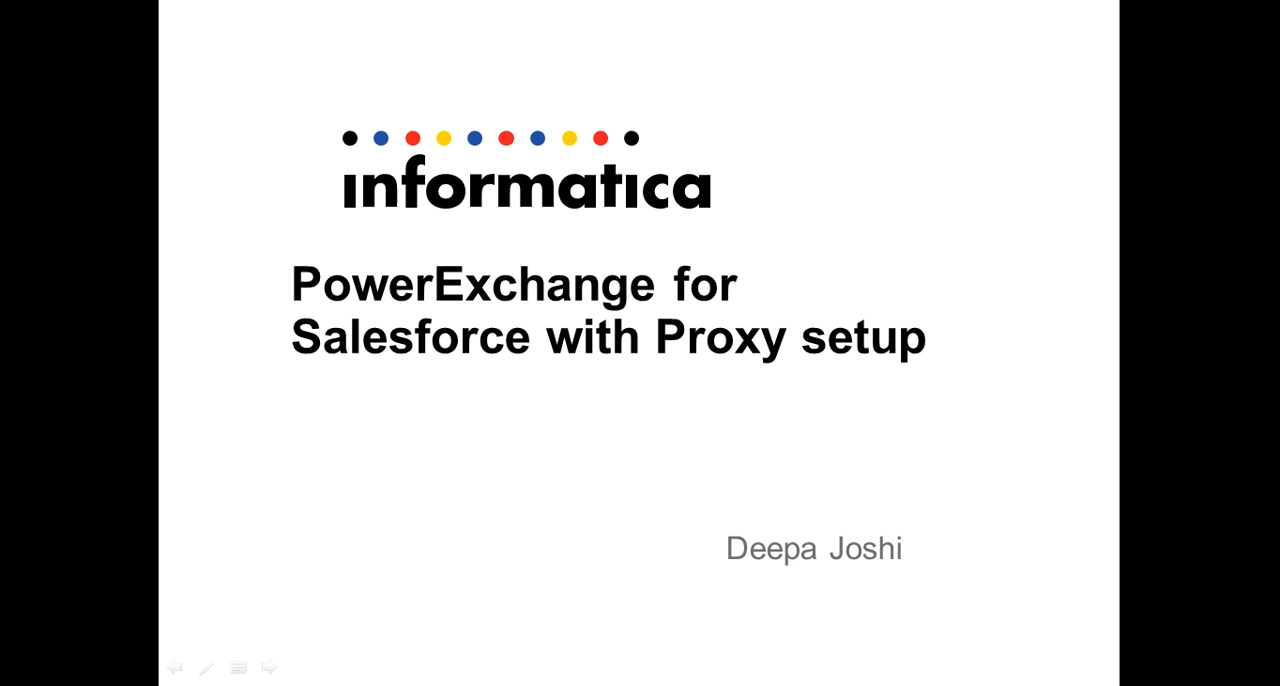 informatica
PowerExchange for
Salesforce with Proxy setup
Deepa Joshi